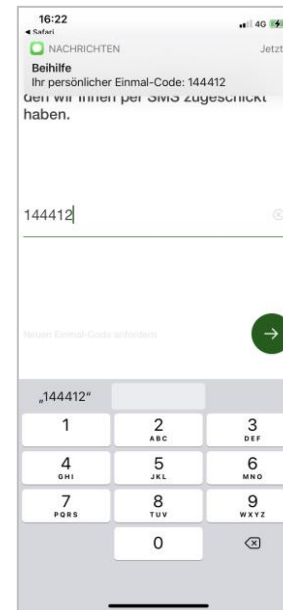 16:22
4G
Safari
NACHRICHTEN
Jetzt
Beihilfe
Ihr persönlicher Einmal-Code: 144412
den wir Ihnen per SMS zugeschickt
haben.
144412
Neuen Einmal-Code anfordern
„144412“
1
2
ABC
3
DEF
4
GHI
5
JKL
6
MNO
7
PQRS
8
TUV
9
WXYZ
0